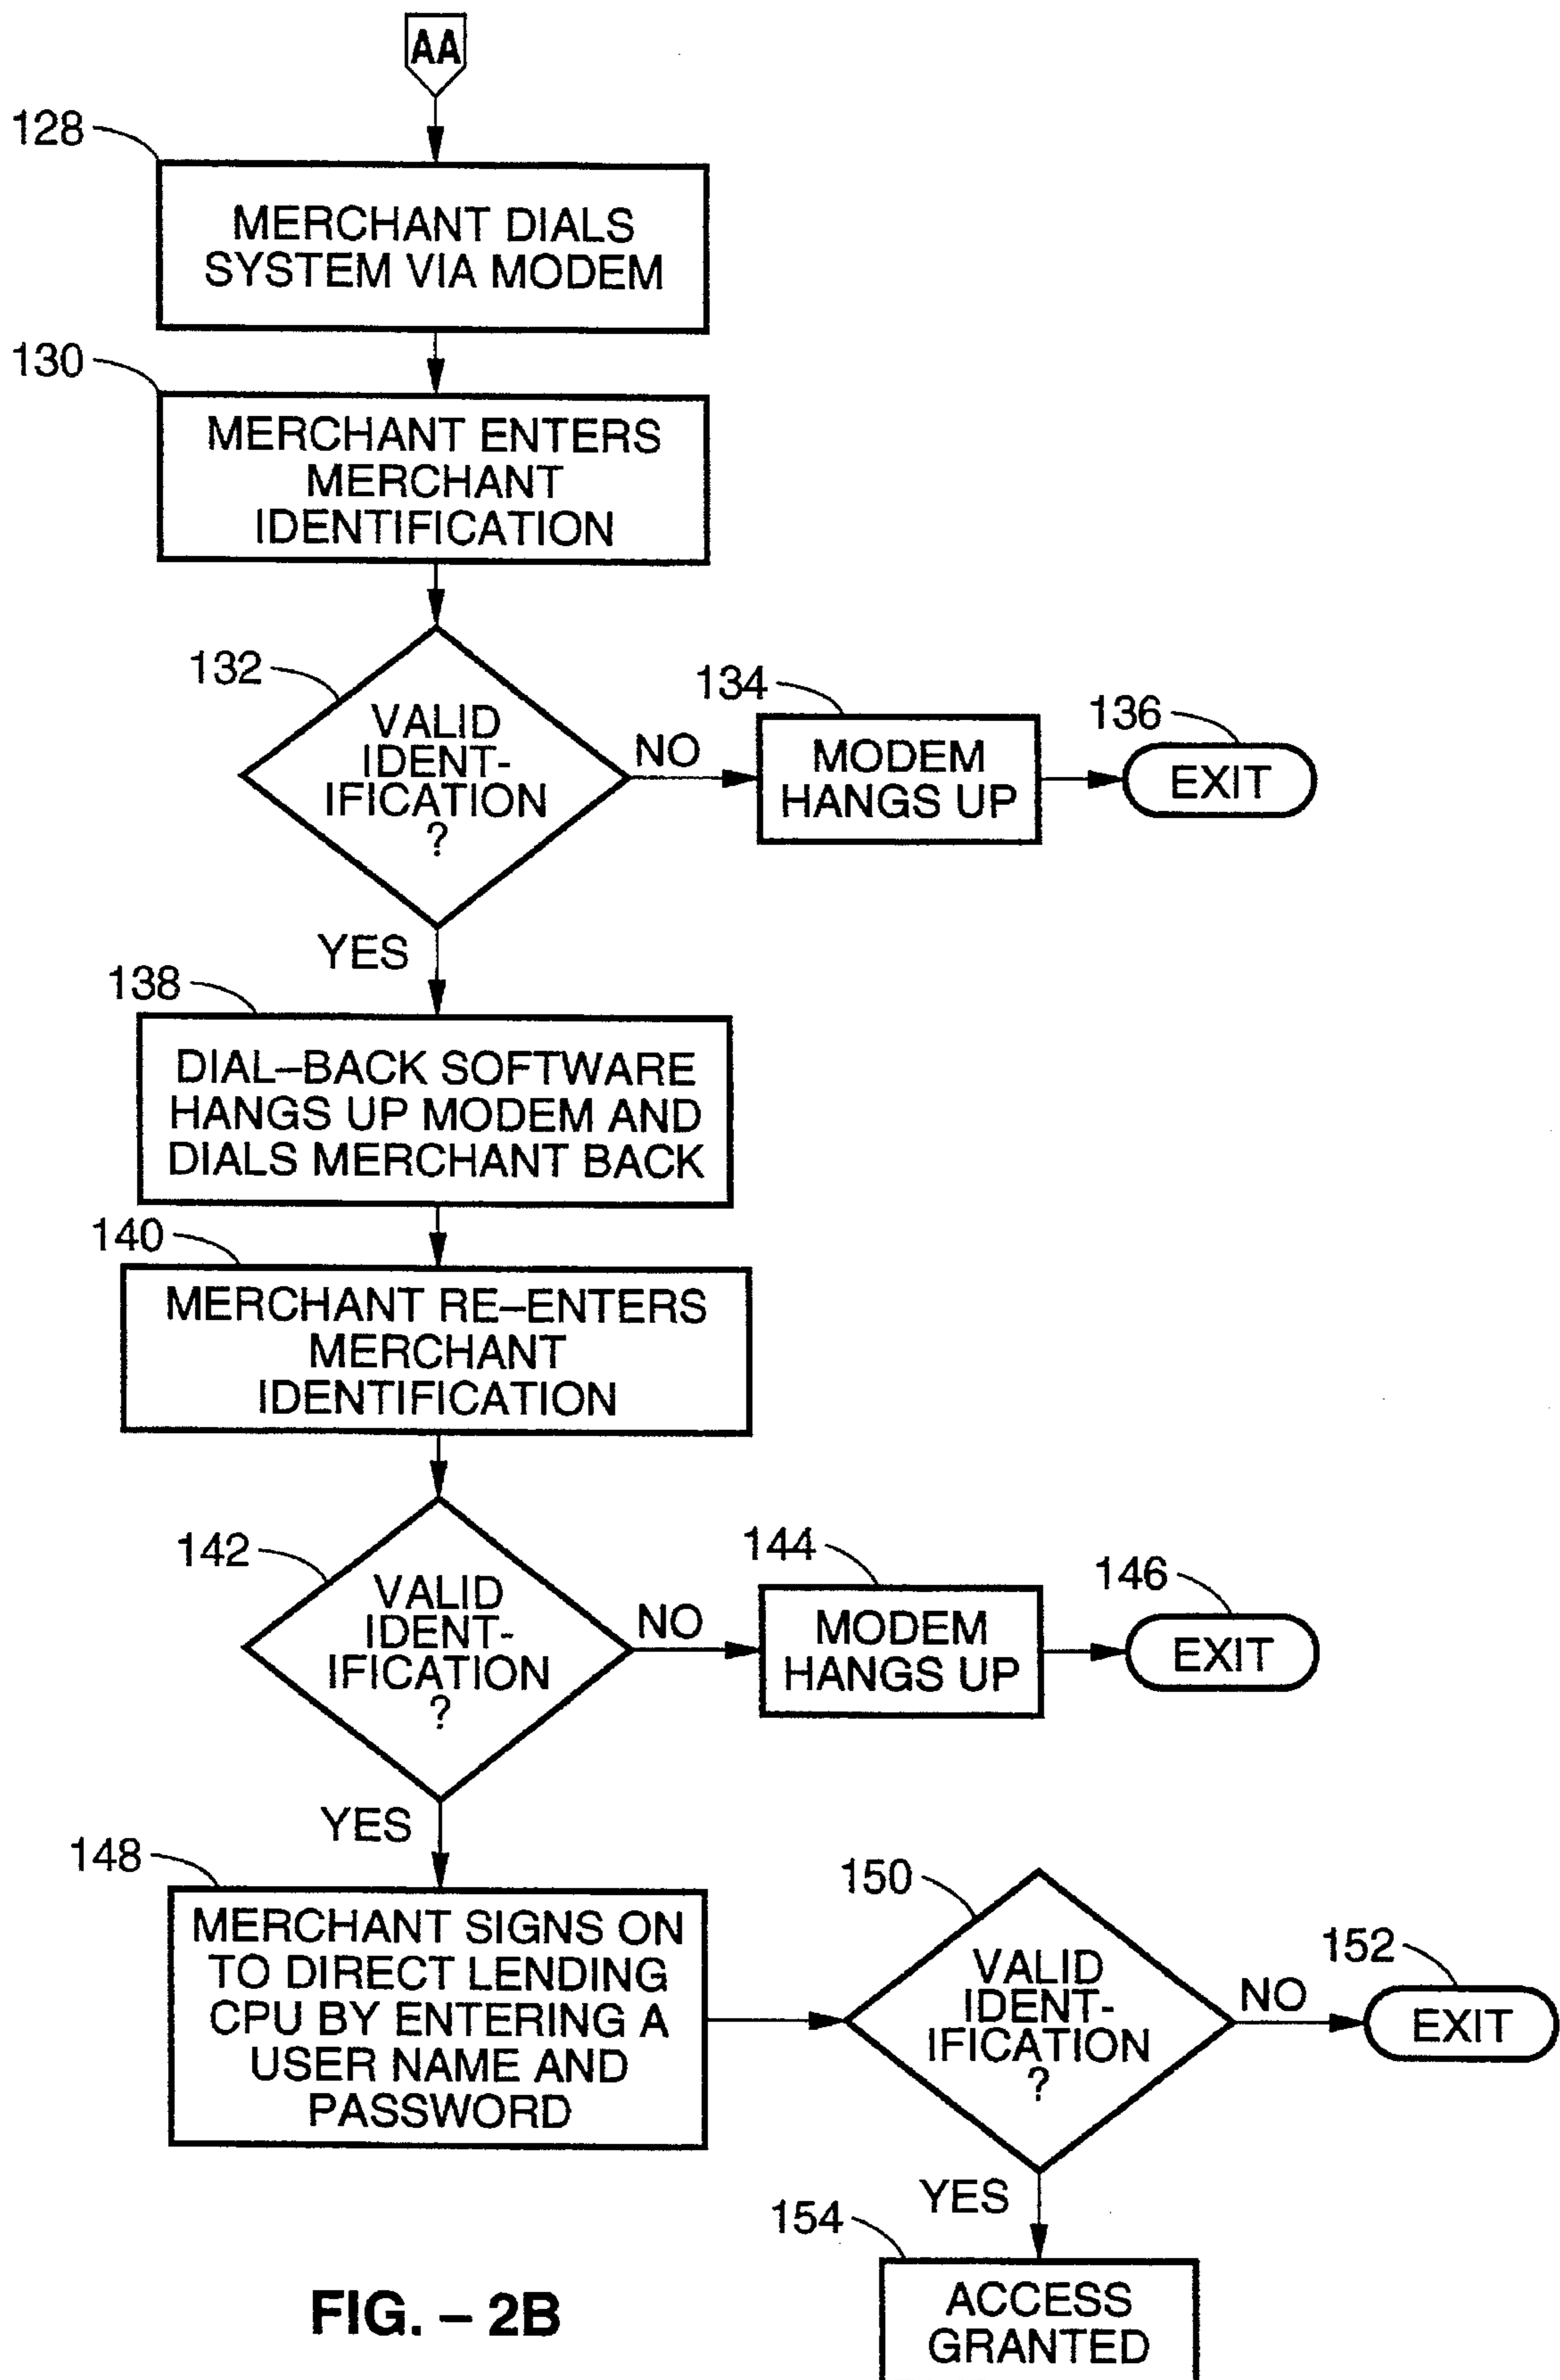 AA
128
MERCHANT DIALS
SYSTEM VIA MODEM
130
MERCHANT ENTERS
MERCHANT
IDENTIFICATION
132
VALID
IDENT-
IFICATION
?
NO
134
MODEM
HANGS UP
136
EXIT
YES
138
DIAL–BACK SOFTWARE
HANGS UP MODEM AND
DIALS MERCHANT BACK
140
MERCHANT RE–ENTERS
MERCHANT
IDENTIFICATION
142
VALID
IDENT-
IFICATION
?
NO
144
MODEM
HANGS UP
146
EXIT
YES
148
MERCHANT SIGNS ON
TO DIRECT LENDING
CPU BY ENTERING A
USER NAME AND
PASSWORD
150
VALID
IDENT-
IFICATION
?
NO
152
EXIT
YES
154
ACCESS
GRANTED
FIG. – 2B